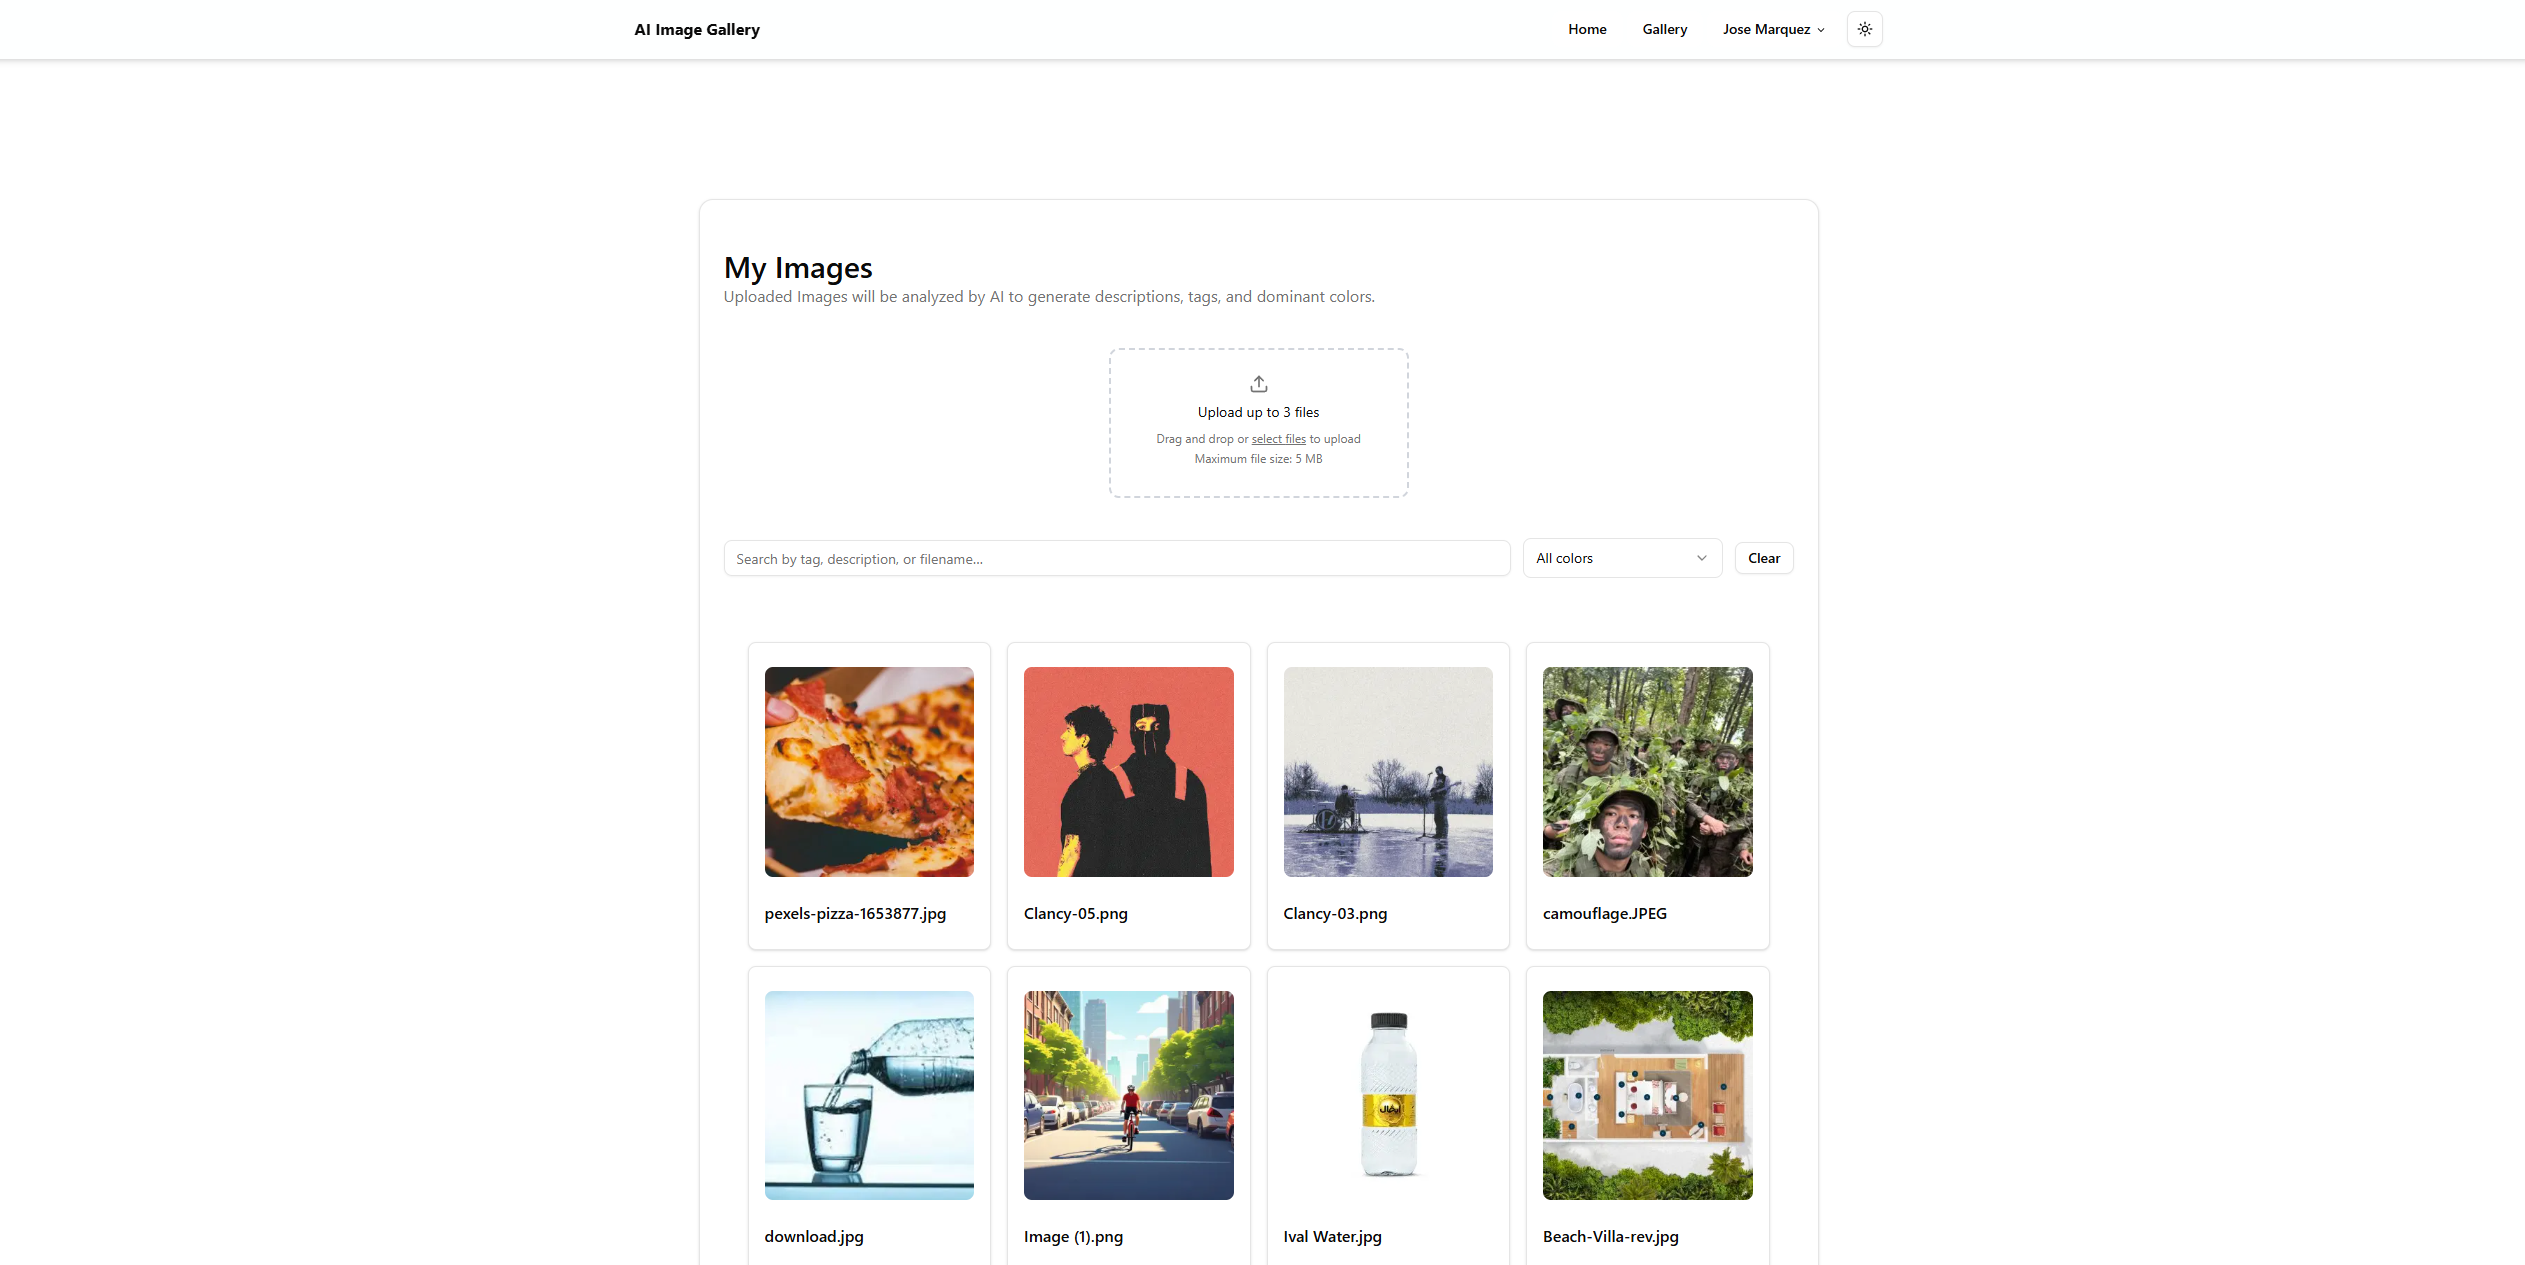 AI Image Gallery
Home
Gallery
Jose Marquez
My Images
Uploaded Images will be analyzed by AI to generate descriptions, tags, and dominant colors.
Upload up to 3 files
Drag and drop or select files to upload
Maximum file size: 5 MB
Search by tag, description, or filename...
All colors
Clear
pexels-pizza-1653877.jpg
Clancy-05.png
Clancy-03.png
camouflage.JPEG
download.jpg
Image (1).png
Ival Water.jpg
Beach-Villa-rev.jpg